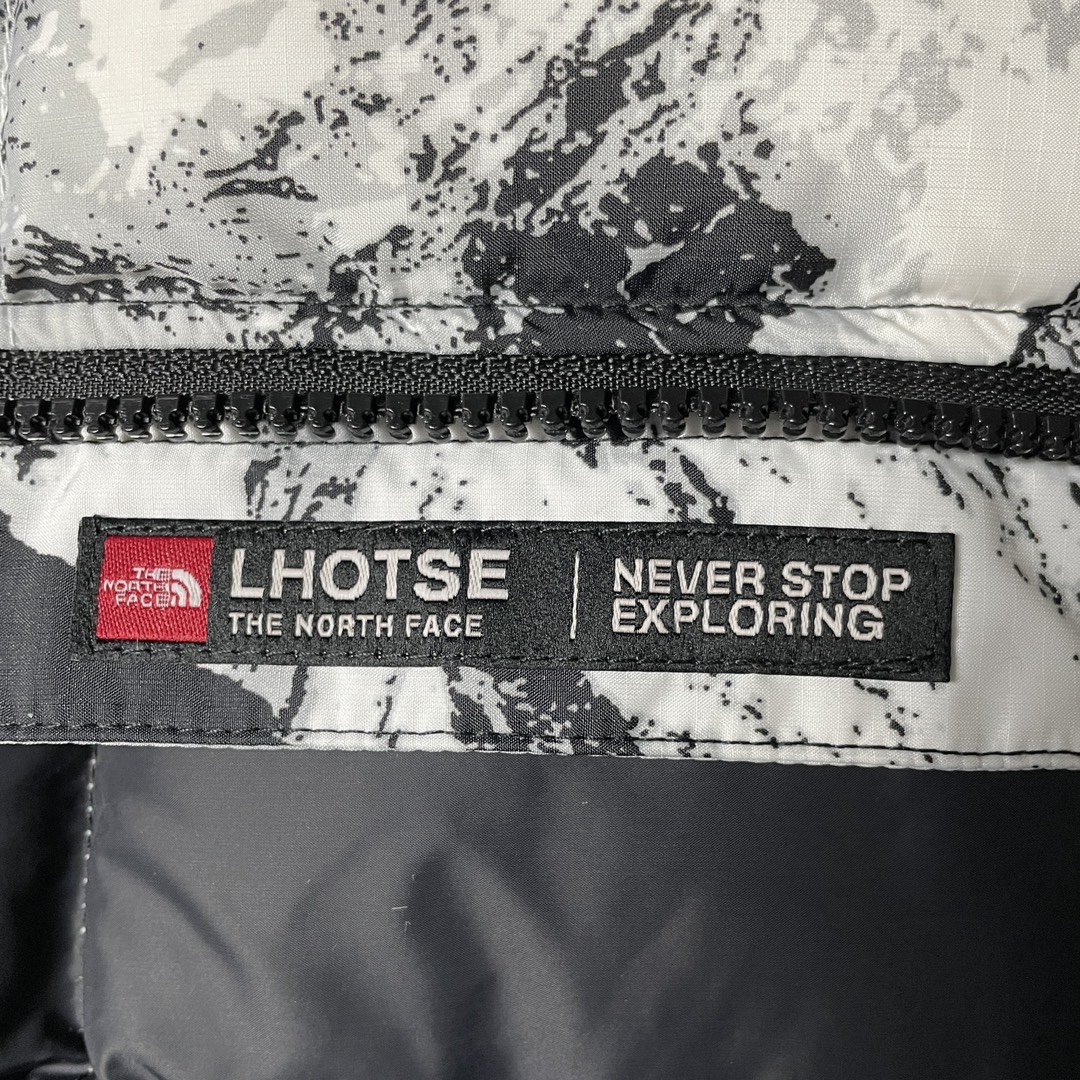 THE
NORTH
FACE
LHOTSE
THE NORTH FACE
NEVER STOP
EXPLORING